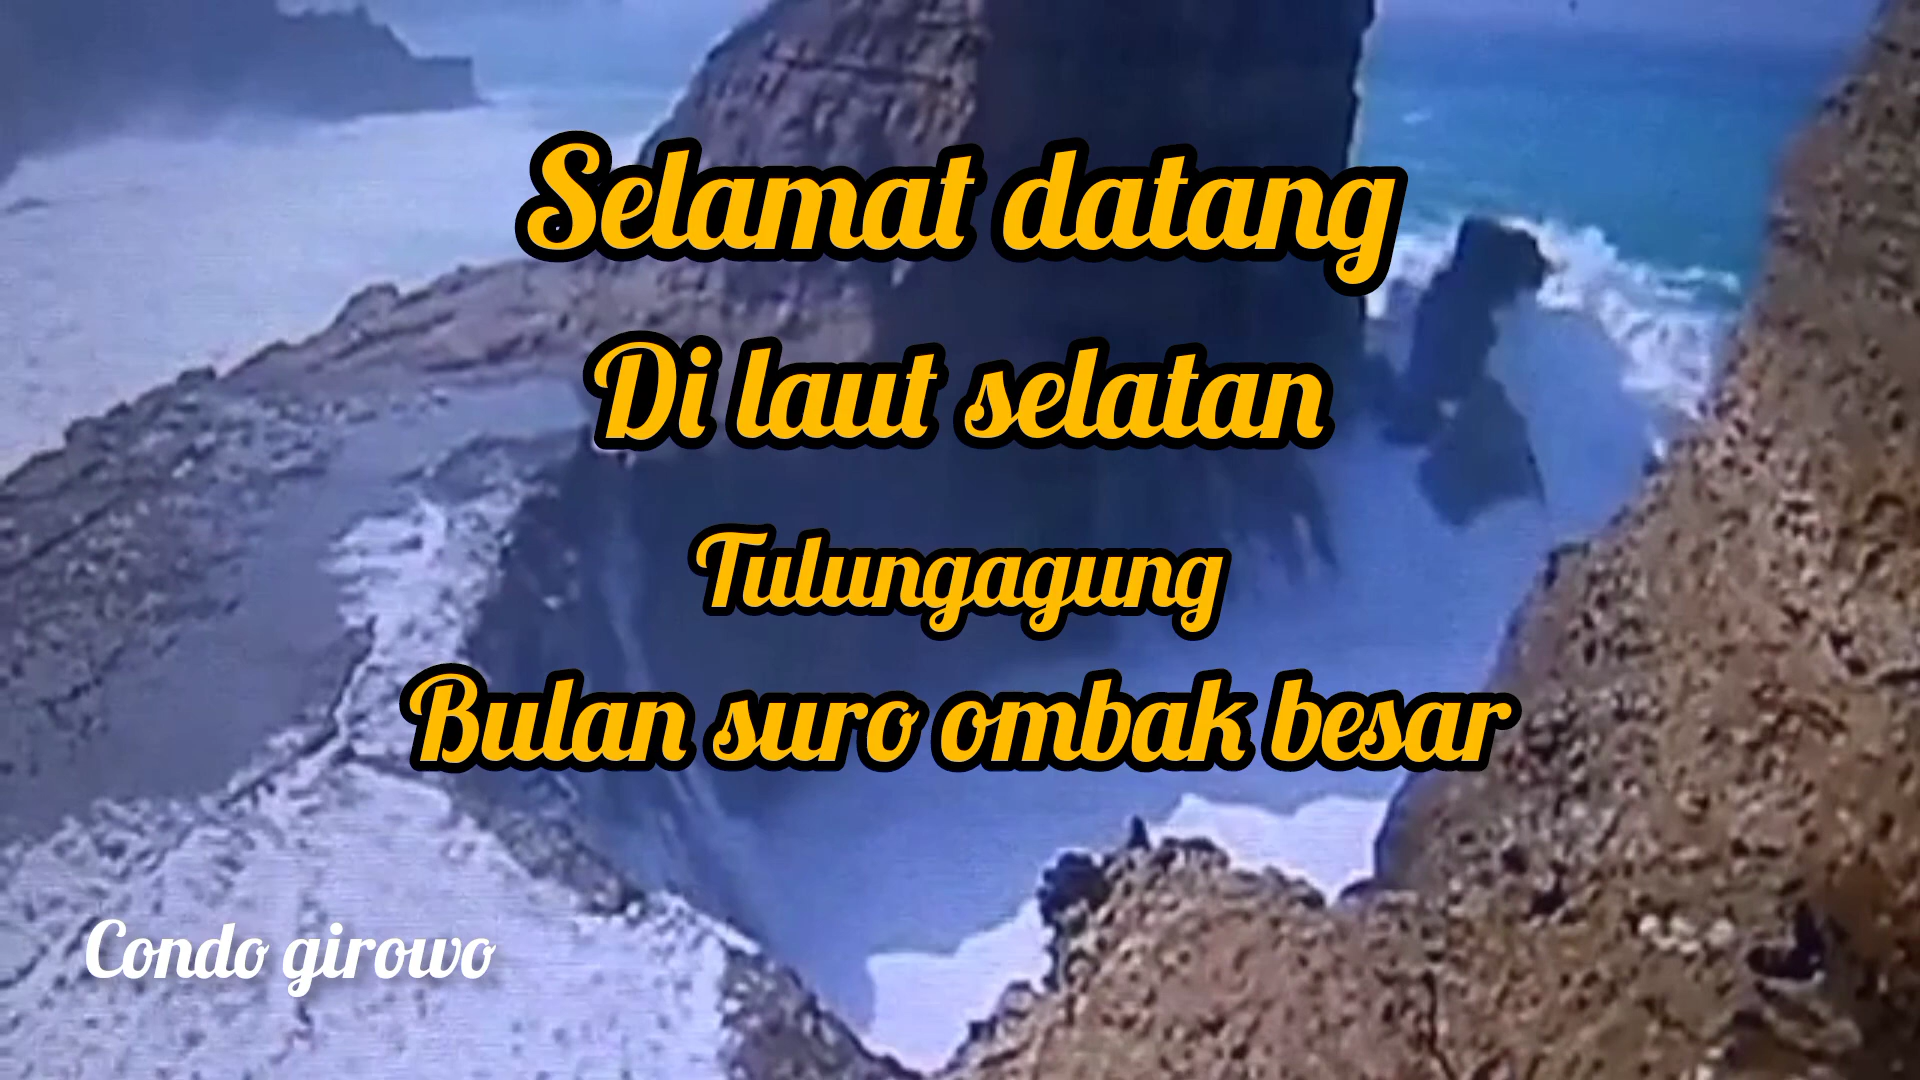 Selamat datang
Di laut selatan
Tulungagung
Bulan suro ombak besar
Condo girowo